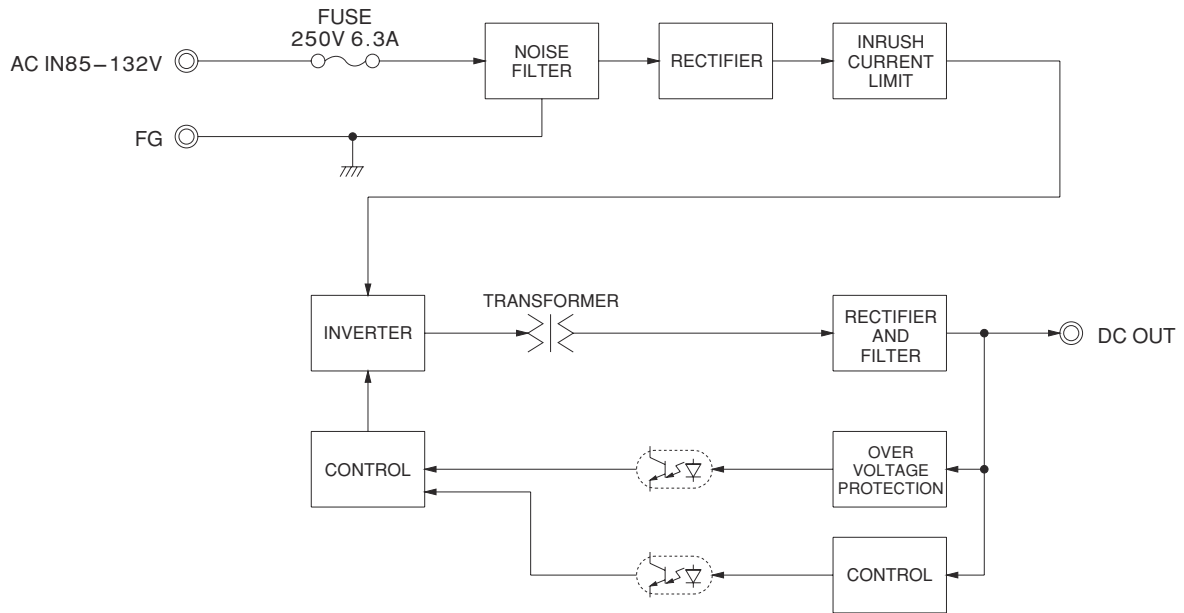 FUSE
250V 6.3A
AC IN85–132V
NOISE
FILTER
RECTIFIER
INRUSH
CURRENT
LIMIT
FG
TRANSFORMER
INVERTER
RECTIFIER
AND
FILTER
DC OUT
CONTROL
OVER
VOLTAGE
PROTECTION
CONTROL